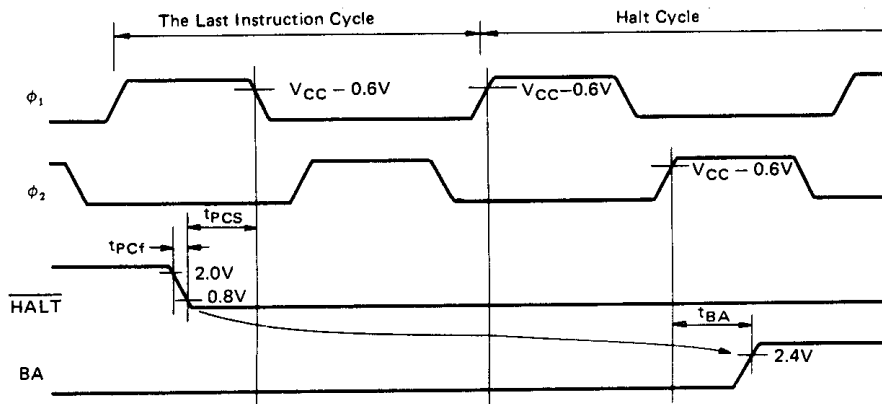 The Last Instruction Cycle
Halt Cycle
ϕ1
VCC − 0.6V
VCC−0.6V
ϕ2
VCC − 0.6V
tPCS
tPCf
2.0V
0.8V
HALT
tBA
2.4V
BA